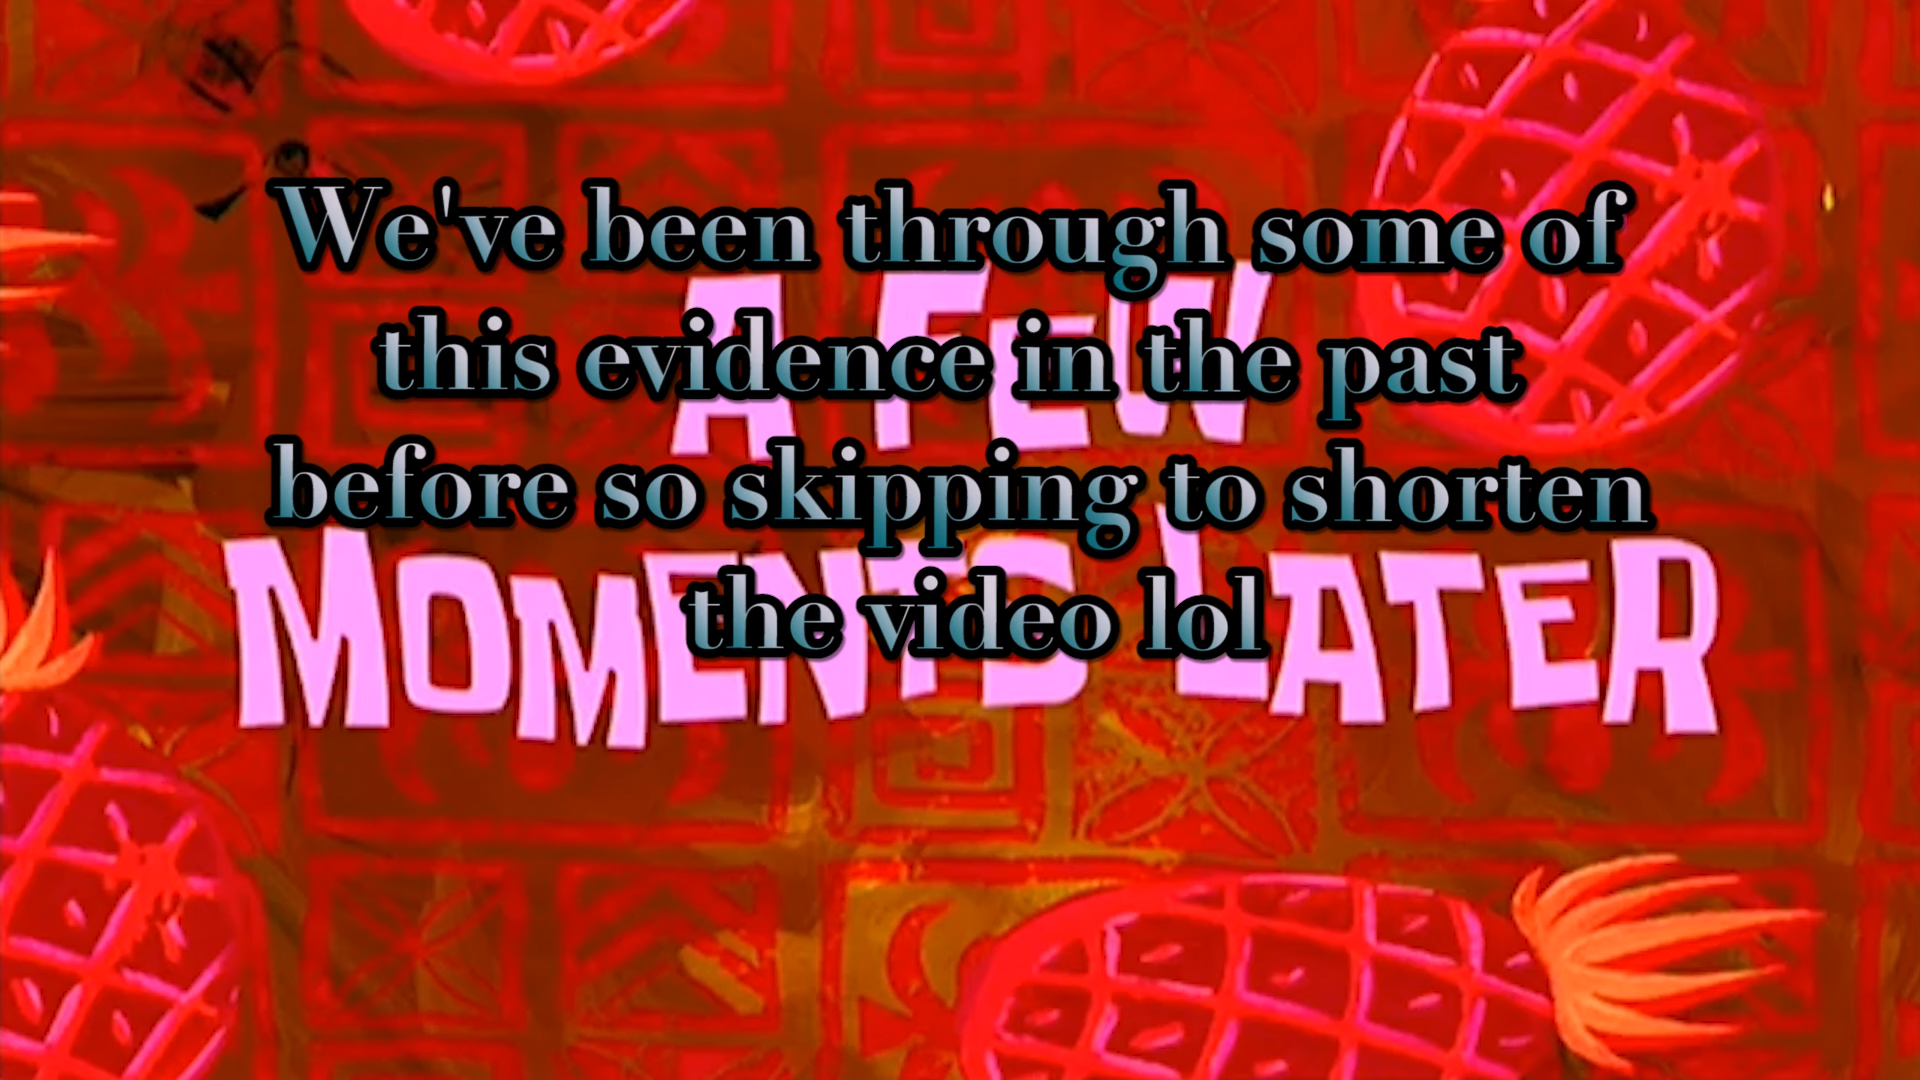 We've been through some of
this evidence in the past
before so skipping to shorten
the video lol
A FEW
MOMENTS LATER